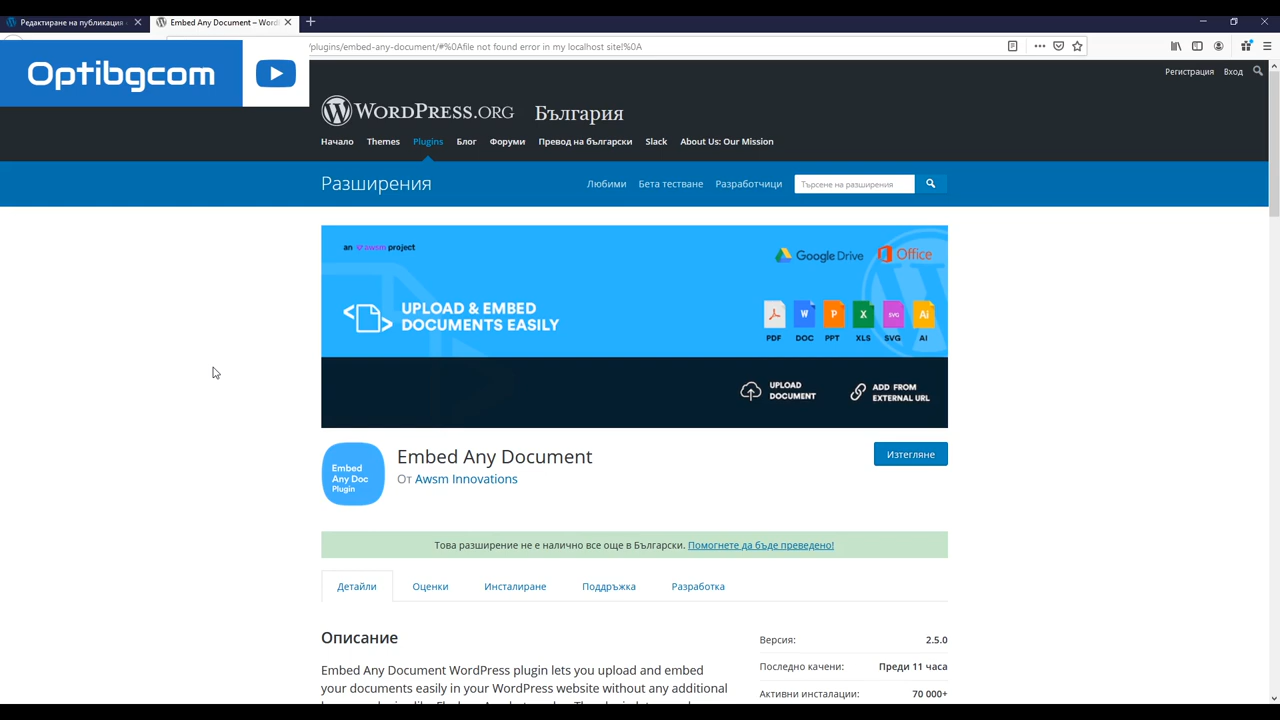 Редактиране на публикация
Embed Any Document – Word
/plugins/embed-any-document/#%0Afile not found error in my localhost site!%0A
Optibgcom
Регистрация Вход
WORDPRESS.ORG България
Начало Themes Plugins Блог Форуми Превод на български Slack About Us: Our Mission
Разширения
Любими Бета тестване Разработчици Търсене на разширения
an awsm project
Google Drive Office
UPLOAD & EMBED
DOCUMENTS EASILY
PDF DOC PPT XLS SVG AI
UPLOAD
DOCUMENT
ADD FROM
EXTERNAL URL
Embed
Any Doc
Plugin
Embed Any Document
От Awsm Innovations
Изтегляне
Това разширение не е налично все още в Български. Помогнете да бъде преведено!
Детайли Оценки Инсталиране Поддръжка Разработка
Описание
Embed Any Document WordPress plugin lets you upload and embed
your documents easily in your WordPress website without any additional
Версия: 2.5.0
Последно качени: Преди 11 часа
Активни инсталации: 70 000+